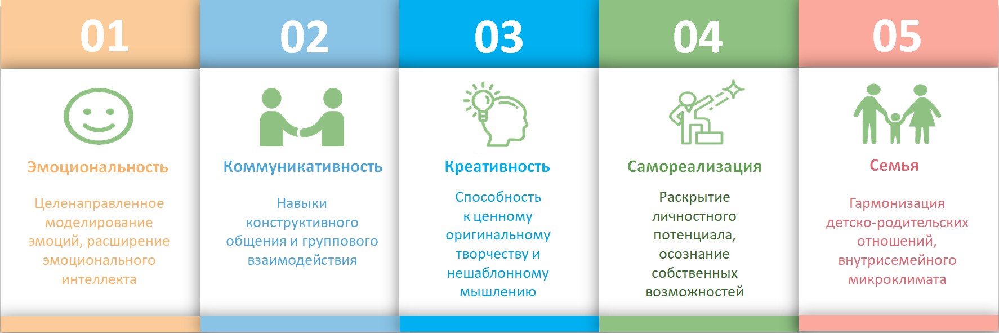 01
Эмоциональность
Целенаправленное
моделирование
эмоций, расширение
эмоционального
интеллекта
02
Коммуникативность
Навыки
конструктивного
общения и группового
взаимодействия
03
Креативность
Способность
к ценному
оригинальному
творчеству и
нешаблонному
мышлению
04
Самореализация
Раскрытие
личностного
потенциала,
осознание
собственных
возможностей
05
Семья
Гармонизация
детско-родительских
отношений,
внутрисемейного
микроклимата